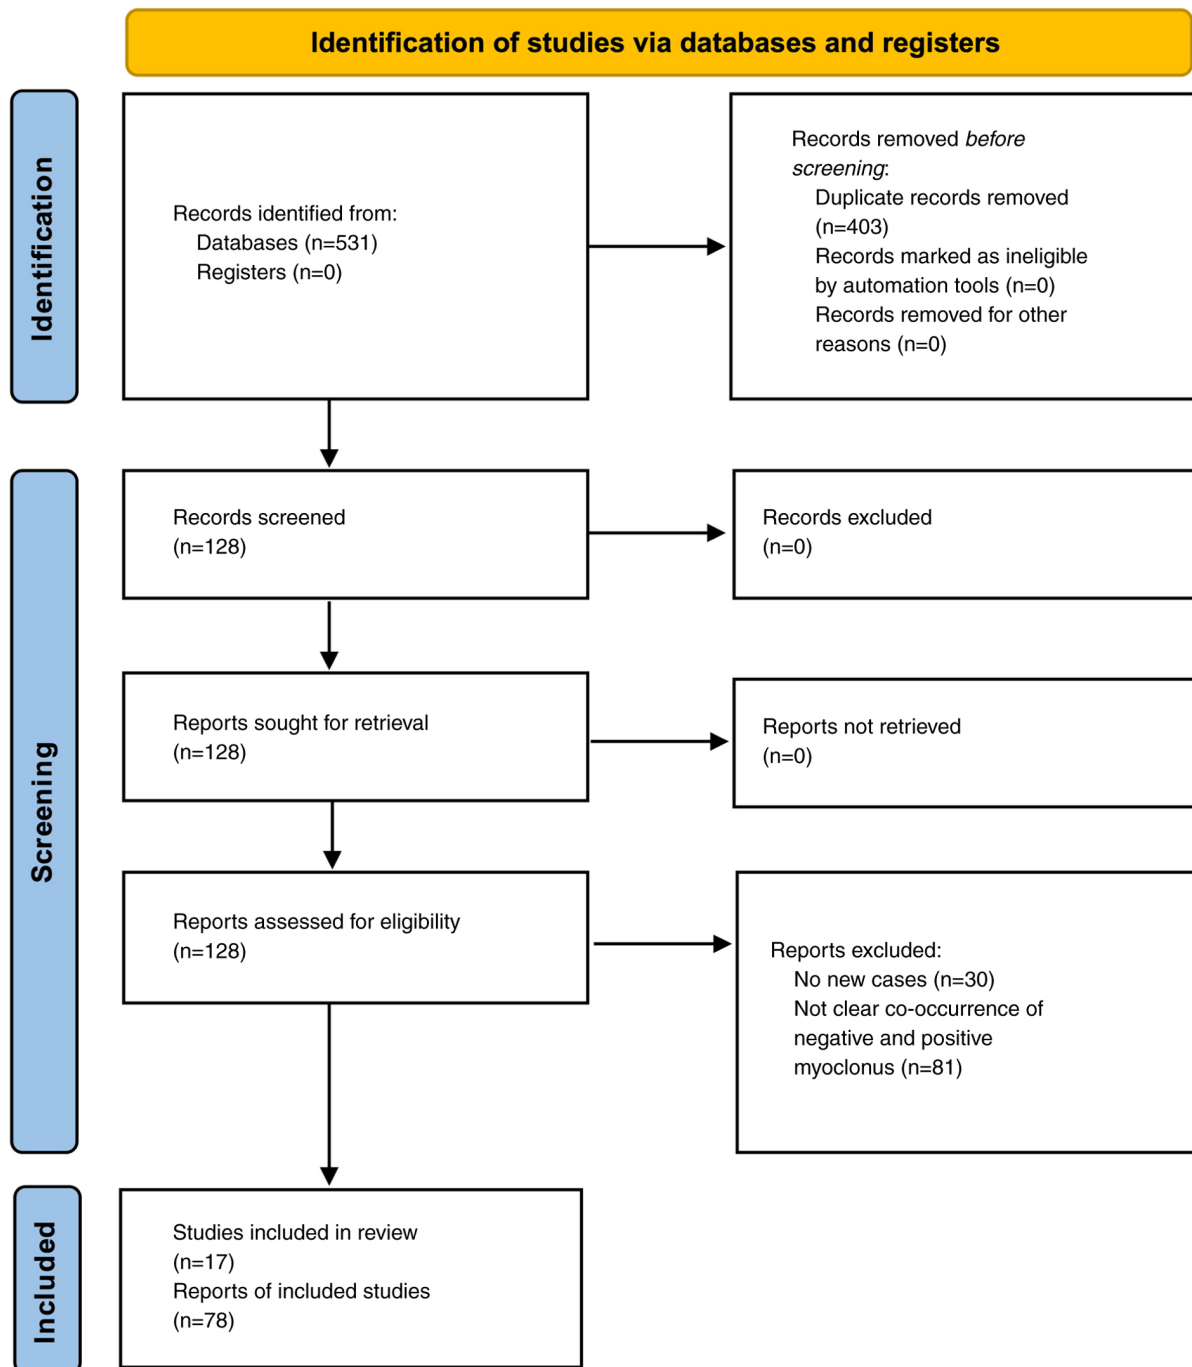 Identification of studies via databases and registers
Identification
Records identified from:
Databases (n=531)
Registers (n=0)
Records removed before
screening:
Duplicate records removed
(n=403)
Records marked as ineligible
by automation tools (n=0)
Records removed for other
reasons (n=0)
Screening
Records screened
(n=128)
Records excluded
(n=0)
Reports sought for retrieval
(n=128)
Reports not retrieved
(n=0)
Reports assessed for eligibility
(n=128)
Reports excluded:
No new cases (n=30)
Not clear co-occurrence of
negative and positive
myoclonus (n=81)
Included
Studies included in review
(n=17)
Reports of included studies
(n=78)